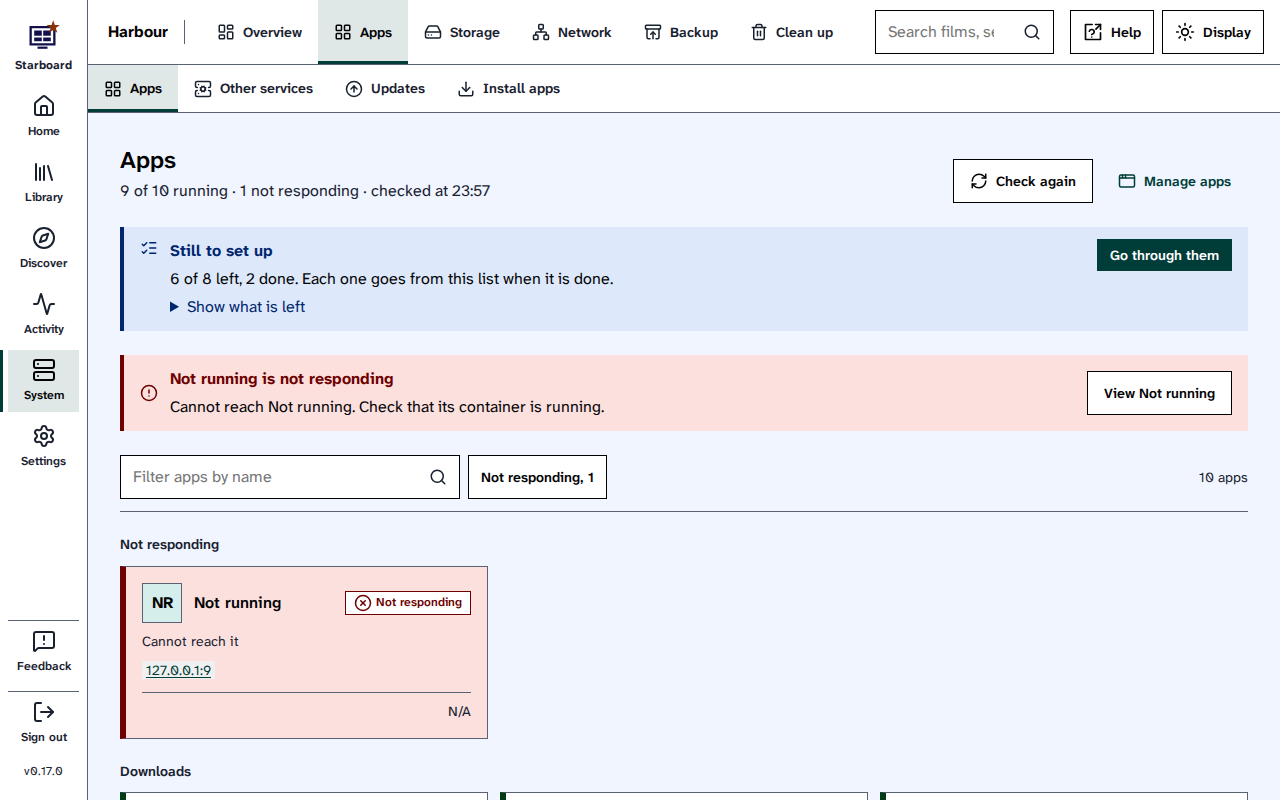 Starboard
Home
Library
Discover
Activity
System
Settings
Feedback
Sign out
v0.17.0
Harbour
Overview
Apps
Storage
Network
Backup
Clean up
Search films, se
Help
Display
Apps
Other services
Updates
Install apps
Apps
9 of 10 running · 1 not responding · checked at 23:57
Check again
Manage apps
Still to set up
6 of 8 left, 2 done. Each one goes from this list when it is done.
Show what is left
Go through them
Not running is not responding
Cannot reach Not running. Check that its container is running.
View Not running
Filter apps by name
Not responding, 1
10 apps
Not responding
NR
Not running
Not responding
Cannot reach it
127.0.0.1:9
N/A
Downloads